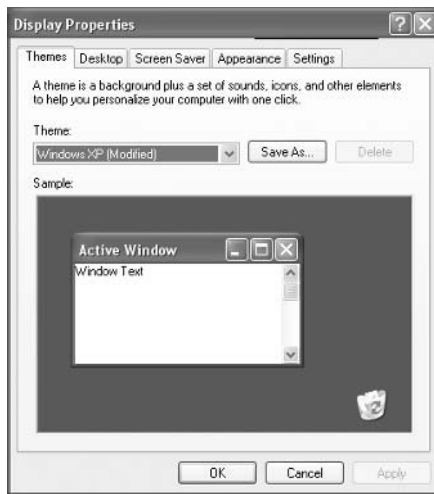 Display Properties
Themes Desktop Screen Saver Appearance Settings
A theme is a background plus a set of sounds, icons, and other elements
to help you personalize your computer with one click.
Theme:
Windows XP (Modified) Save As... Delete
Sample:
Active Window
Window Text
OK Cancel Apply